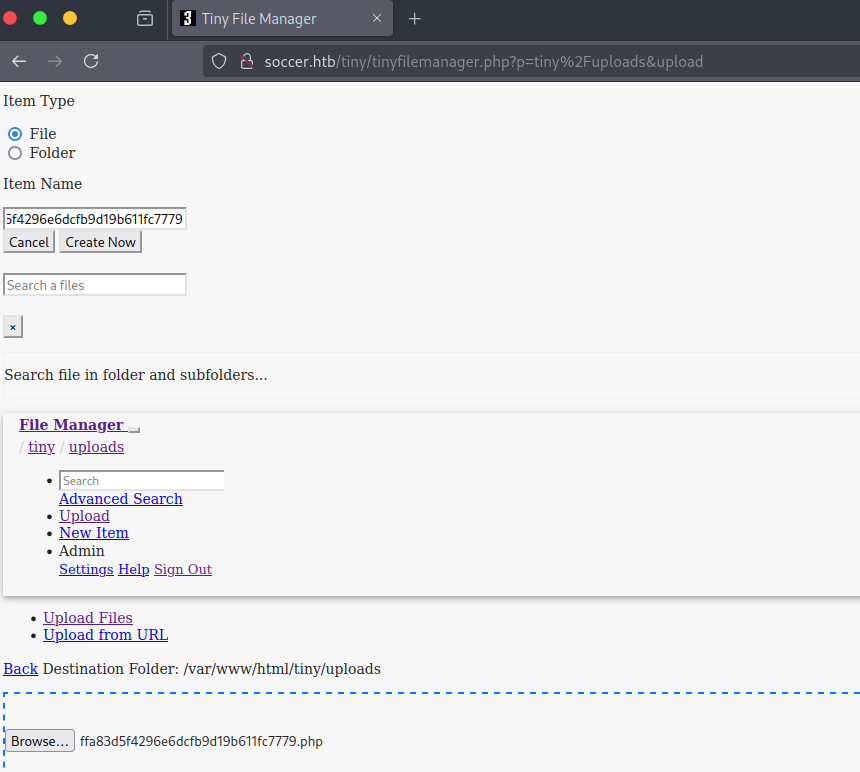 Tiny File Manager
soccer.htb/tiny/tinyfilemanager.php?p=tiny%2Fuploads&upload
Item Type
File
Folder
Item Name
5f4296e6dcfb9d19b611fc7779
Cancel Create Now
Search a files
×
Search file in folder and subfolders...
File Manager
/ tiny / uploads
Search
Advanced Search
Upload
New Item
Admin
Settings Help Sign Out
Upload Files
Upload from URL
Back Destination Folder: /var/www/html/tiny/uploads
Browse... ffa83d5f4296e6dcfb9d19b611fc7779.php